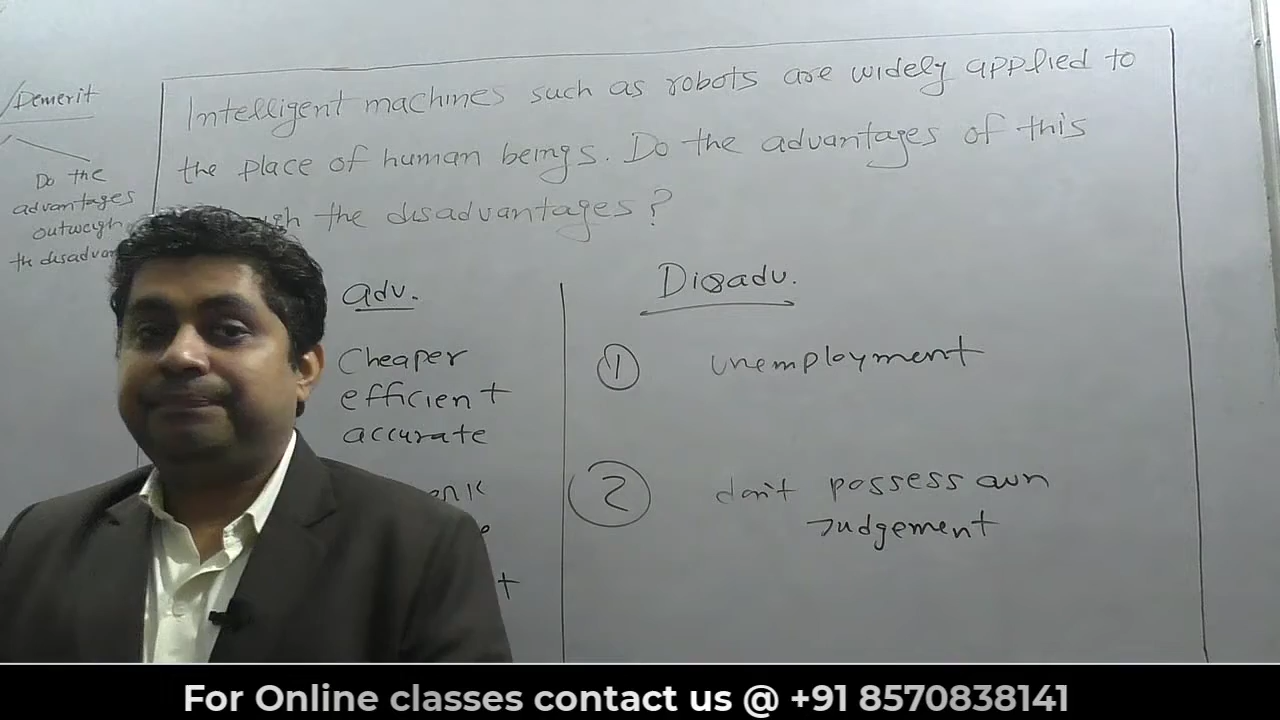 /Demerit
Do the
advantages
outweigh
the
Intelligent machines such as robots are widely applied to
the place of human beings. Do the advantages of this
the disadvantages?
adv.
Cheaper
efficient
accurate
Disadv.
1 unemployment
2 don't possess own
Judgement
For Online classes contact us @ +91 8570838141